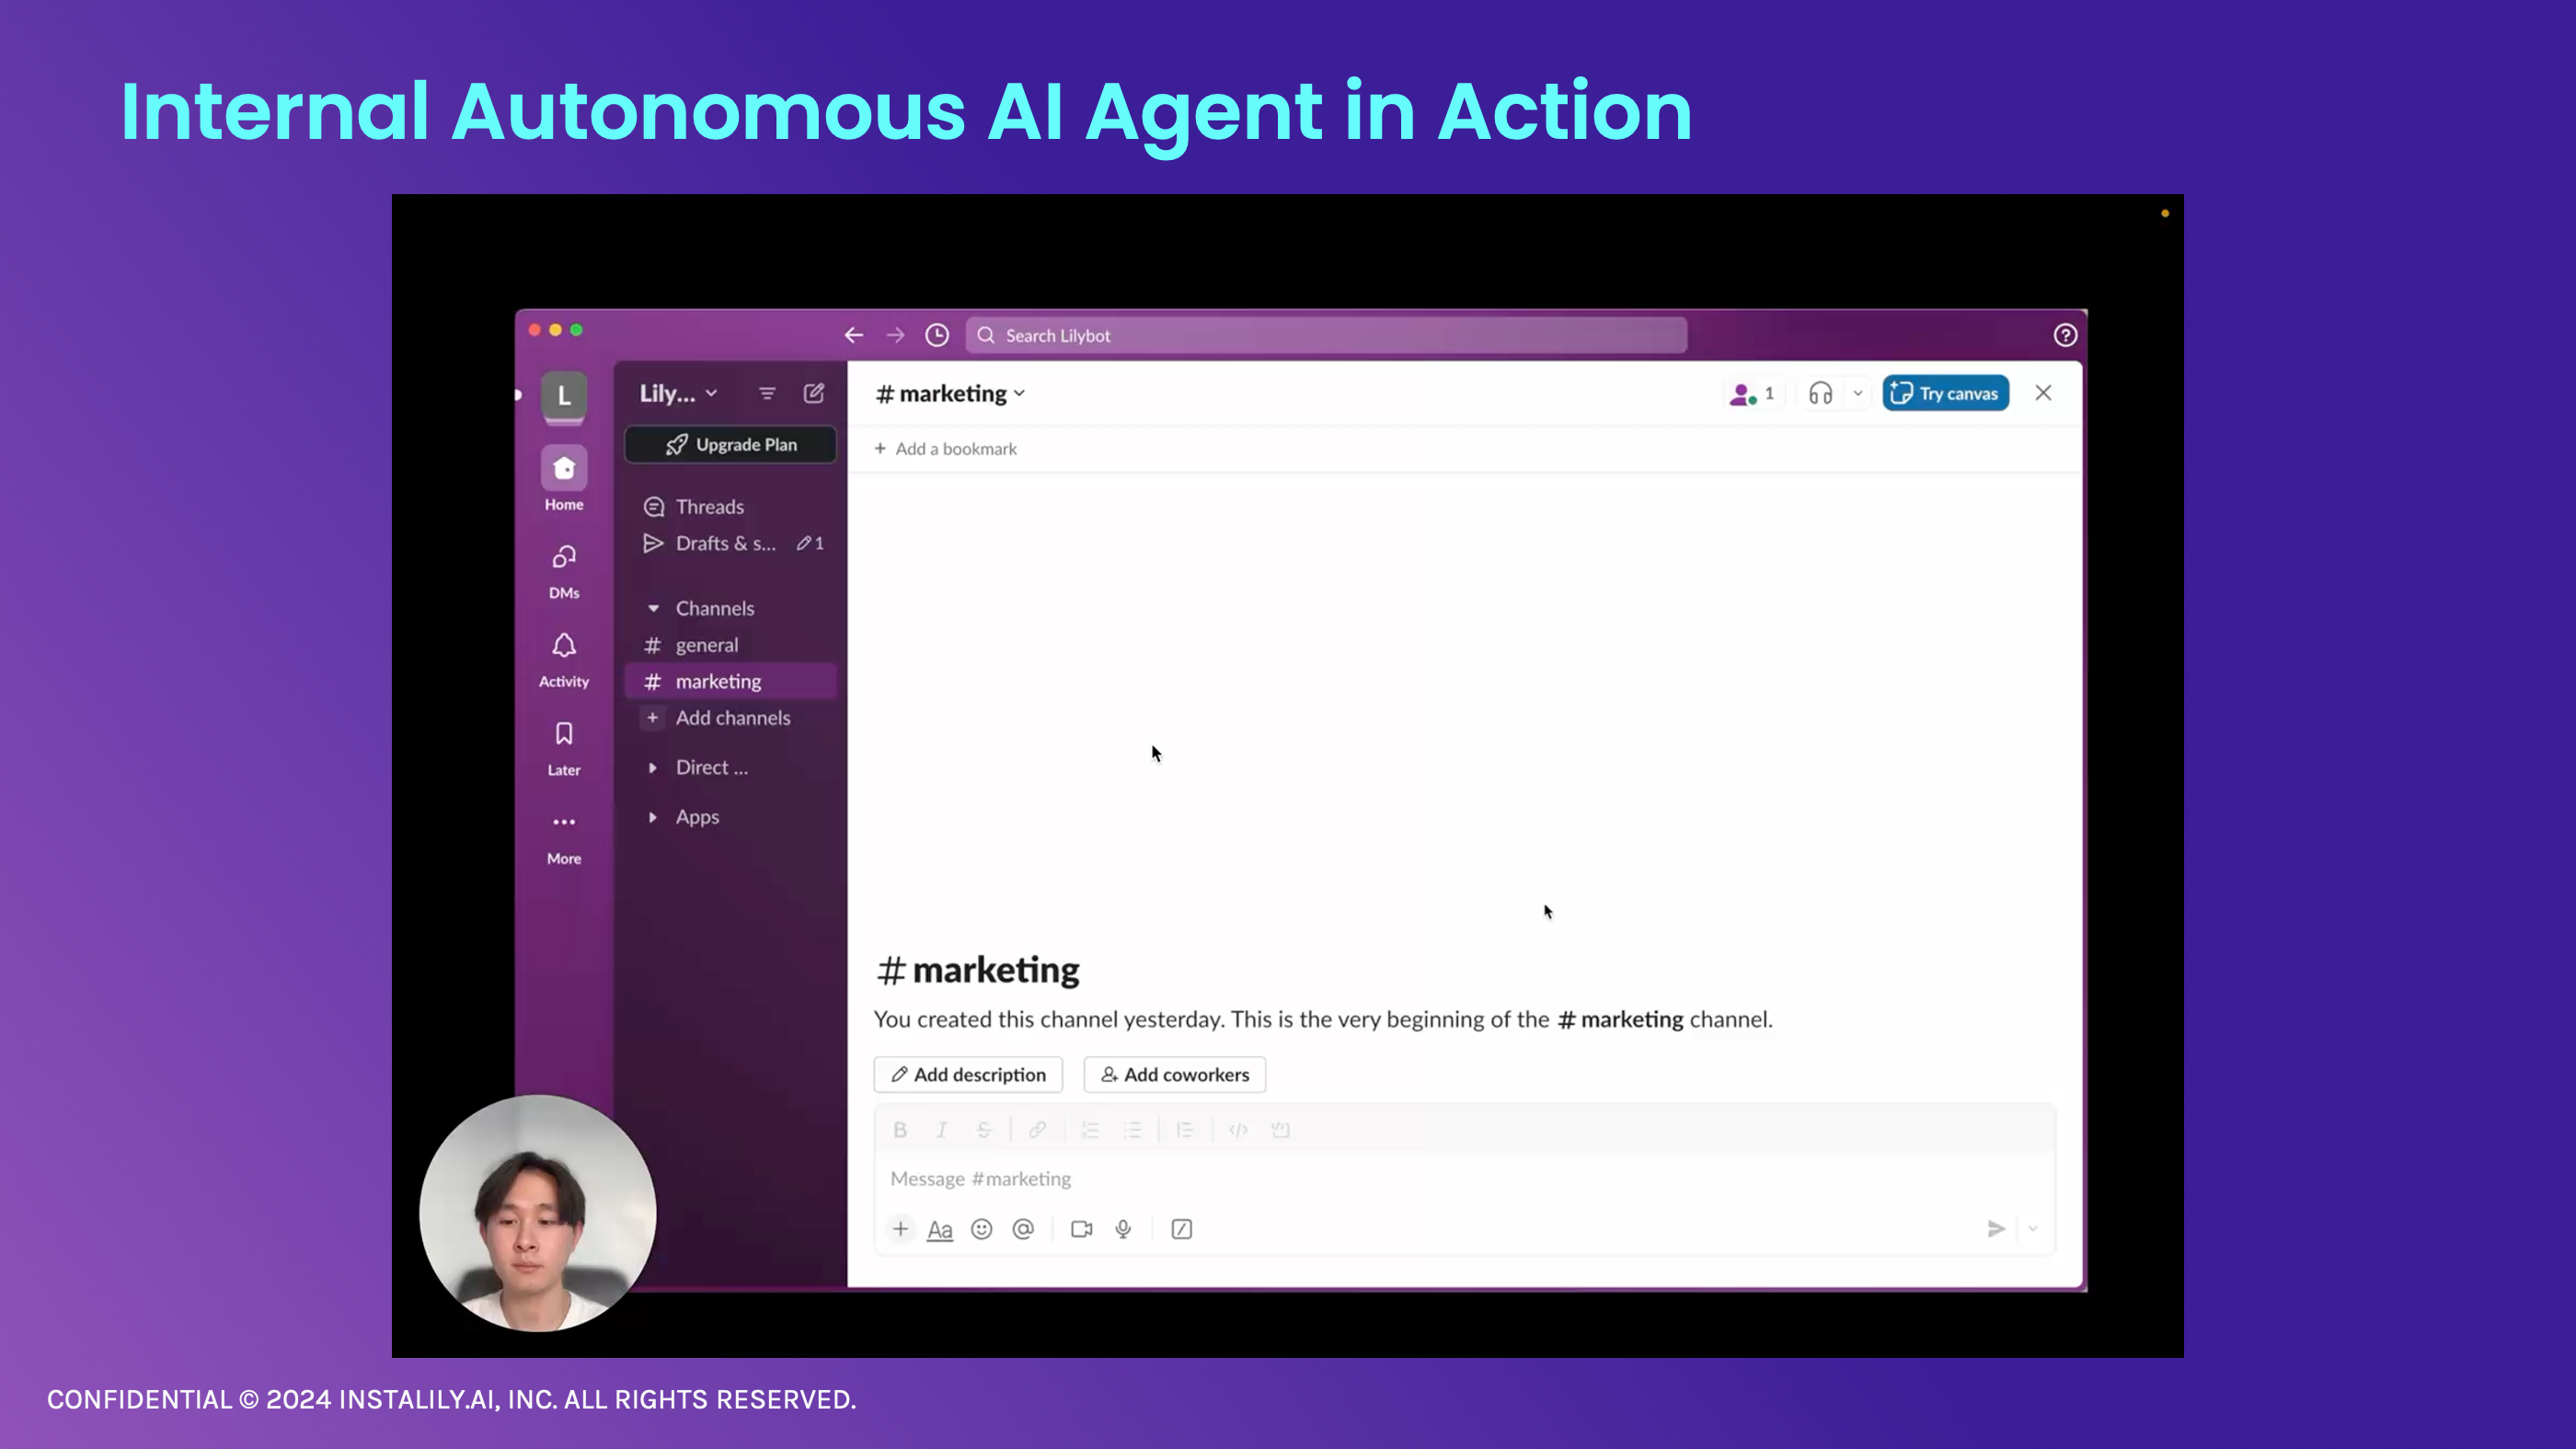 Internal Autonomous AI Agent in Action
Search Lilybot
L
Lily...
# marketing
1
Try canvas
Upgrade Plan
+ Add a bookmark
Home
Threads
Drafts & s... 1
DMs
Channels
# general
Activity
# marketing
+ Add channels
Later
Direct ...
Apps
More
# marketing
You created this channel yesterday. This is the very beginning of the # marketing channel.
Add description
Add coworkers
B I S
Message #marketing
+ Aa @
CONFIDENTIAL © 2024 INSTALILY.AI, INC. ALL RIGHTS RESERVED.